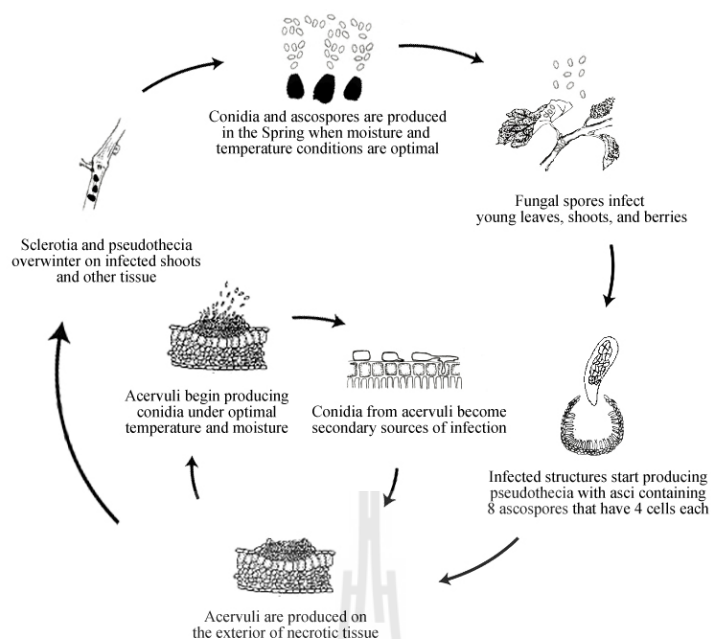 Conidia and ascospores are produced
in the Spring when moisture and
temperature conditions are optimal
Fungal spores infect
young leaves, shoots, and berries
Sclerotia and pseudothecia
overwinter on infected shoots
and other tissue
Acervuli begin producing
conidia under optimal
temperature and moisture
Conidia from acervuli become
secondary sources of infection
Infected structures start producing
pseudothecia with asci containing
8 ascospores that have 4 cells each
Acervuli are produced on
the exterior of necrotic tissue